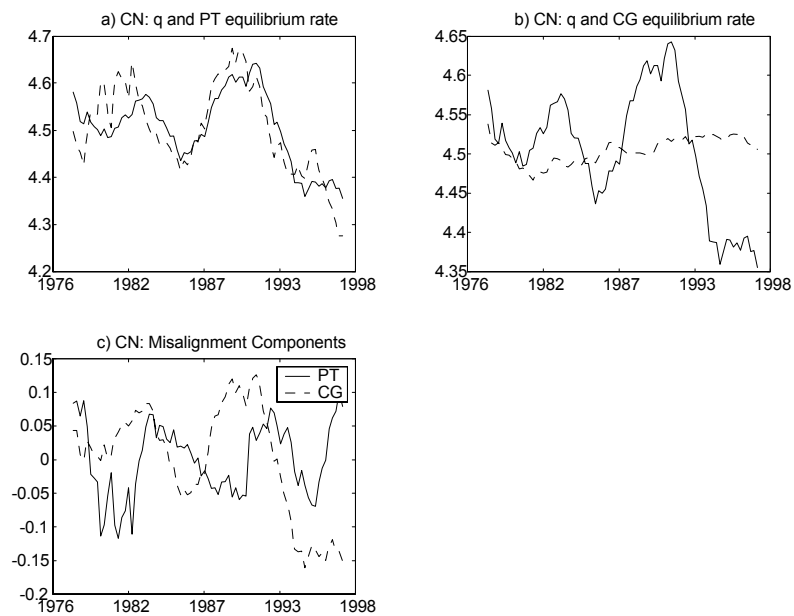 a) CN: q and PT equilibrium rate
4.7
4.6
4.5
4.4
4.3
4.2
1976 1982 1987 1993 1998
b) CN: q and CG equilibrium rate
4.65
4.6
4.55
4.5
4.45
4.4
4.35
1976 1982 1987 1993 1998
c) CN: Misalignment Components
0.15
0.1
0.05
0
-0.05
-0.1
-0.15
-0.2
1976 1982 1987 1993 1998
PT
CG